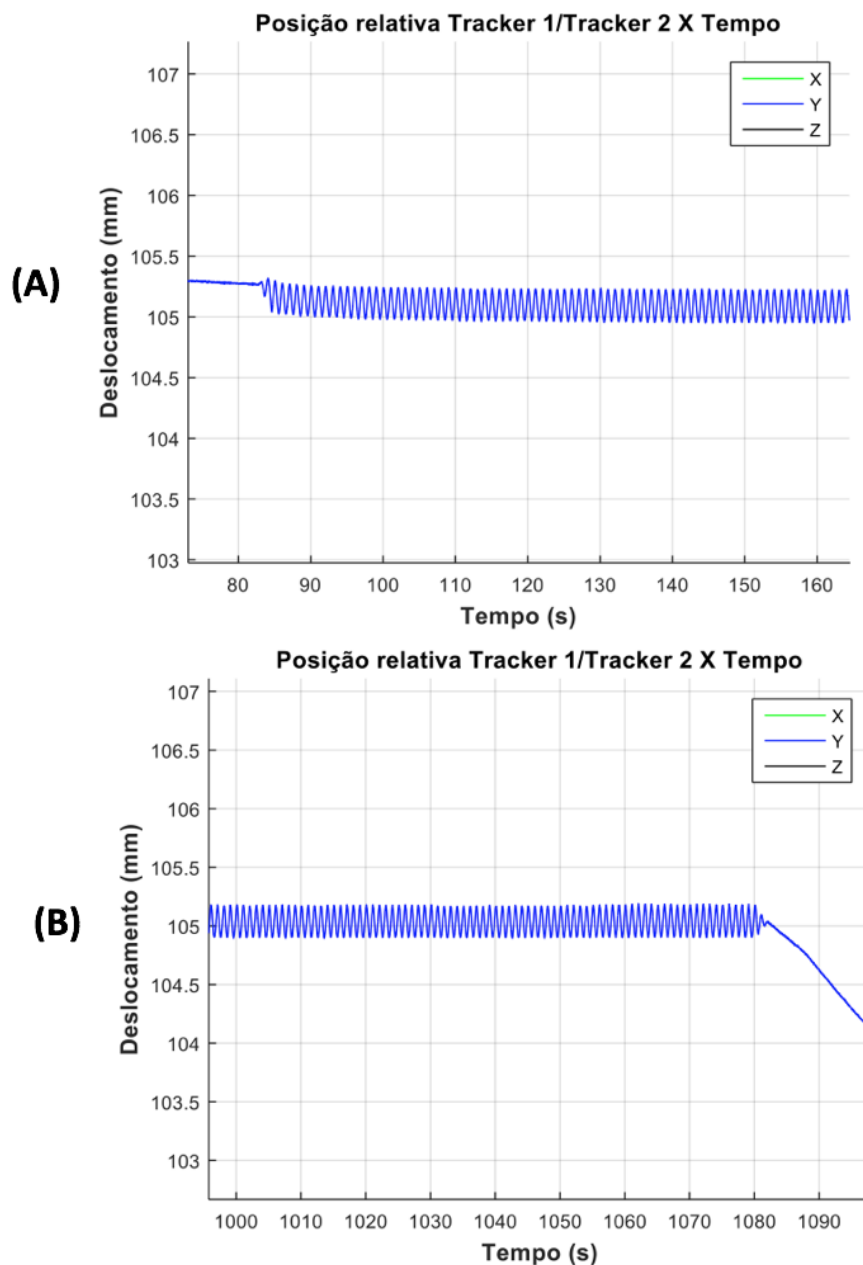 Posição relativa Tracker 1/Tracker 2 X Tempo
X
Y
Z
107
106.5
106
105.5
105
104.5
104
103.5
103
Deslocamento (mm)
(A)
80 90 100 110 120 130 140 150 160
Tempo (s)
Posição relativa Tracker 1/Tracker 2 X Tempo
X
Y
Z
107
106.5
106
105.5
105
104.5
104
103.5
103
Deslocamento (mm)
(B)
1000 1010 1020 1030 1040 1050 1060 1070 1080 1090
Tempo (s)